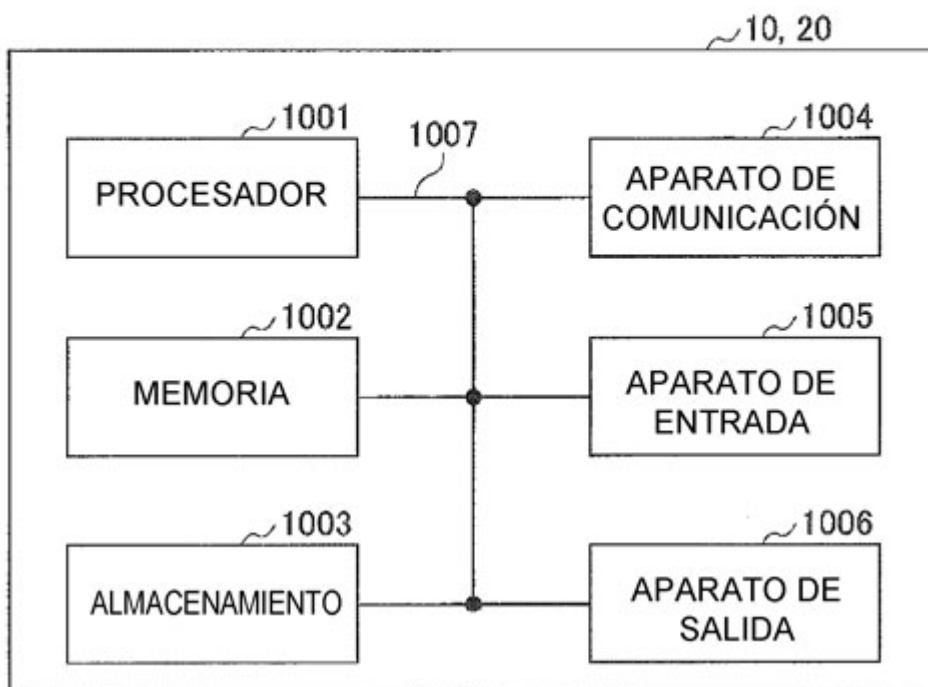 10, 20
1001
PROCESADOR
1007
1004
APARATO DE
COMUNICACIÓN
1002
MEMORIA
1005
APARATO DE
ENTRADA
1003
ALMACENAMIENTO
1006
APARATO DE
SALIDA